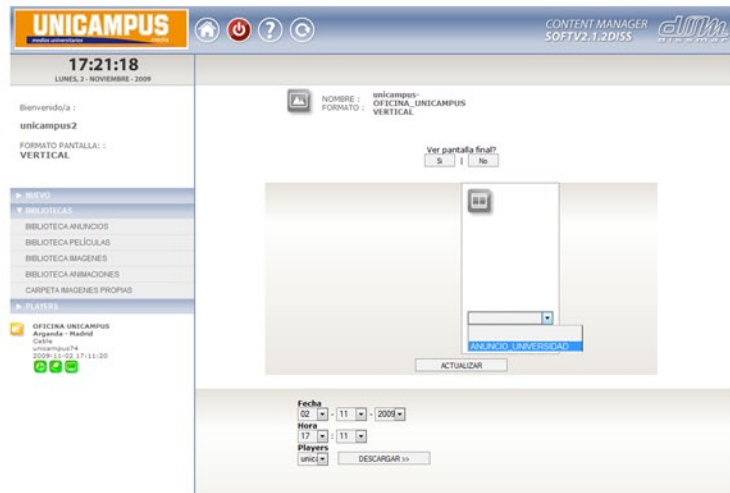 UNICAMPUS
medios universitarios media
CONTENT MANAGER
SOFTV2.1.2DISS
17:21:18
LUNES, 2 - NOVIEMBRE - 2009
Bienvenido/a :
unicampus2
FORMATO PANTALLA: :
VERTICAL
NUEVO
BIBLIOTECAS
BIBLIOTECA ANUNCIOS
BIBLIOTECA PELÍCULAS
BIBLIOTECA IMAGENES
BIBLIOTECA ANIMACIONES
CARPETA IMAGENES PROPIAS
PLAYERS
OFICINA UNICAMPUS
Arganda - Madrid
Cable
unicampus74
2009-11-02 17:11:20
NOMBRE : unicampus-
OFICINA_UNICAMPUS
FORMATO : VERTICAL
Ver pantalla final?
Si | No
ANUNCIO_UNIVERSIDAD
ACTUALIZAR
Fecha
02 - 11 - 2009
Hora
17 : 11
Players
unic DESCARGAR >>